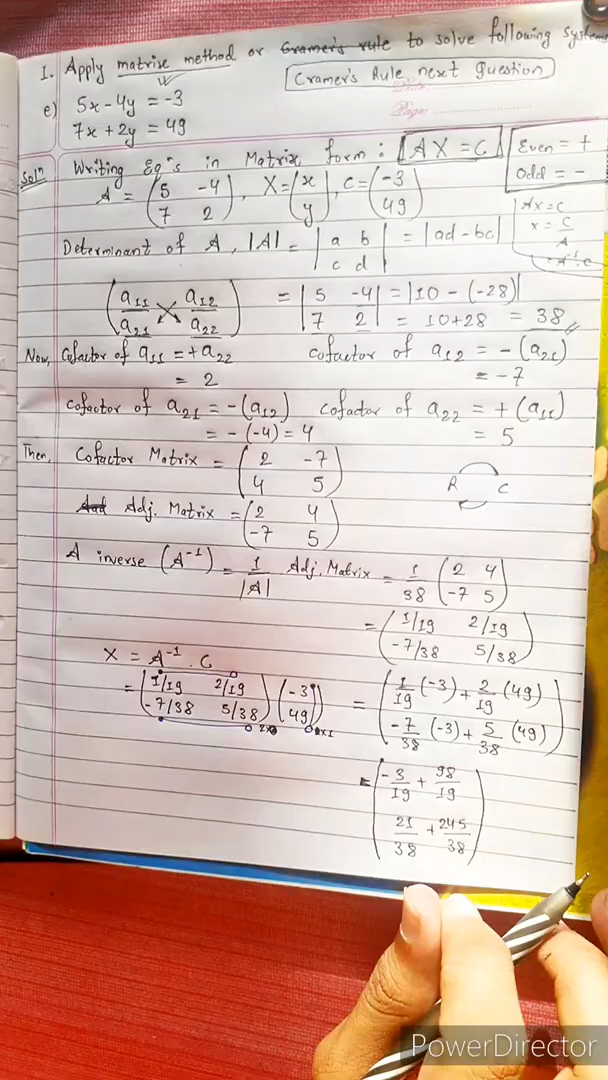 1. Apply matrix method or Cramer's rule to solve following system
Cramer's Rule next Question
Page:
e) 5x - 4y = -3
7x + 2y = 49
Solⁿ Writing Eqⁿs in Matrix form: AX = C
Even = +
Odd = -
A = (5 -4 7 2), X = (x y), C = (-3 49)
AX = C
x = C/A
= A⁻¹.C
Determinant of A, |A| = |a b c d| = |ad - bc|
(a₁₁ a₁₂ a₂₁ a₂₂) = |5 -4 7 2| = |10 - (-28)|
= 10 + 28 = 38
Now, Cofactor of a₁₁ = + a₂₂ cofactor of a₁₂ = -(a₂₁)
= 2 = -7
cofactor of a₂₁ = -(a₁₂) cofactor of a₂₂ = +(a₁₁)
= -(-4) = 4 = 5
Then, Cofactor Matrix = (2 -7 4 5)
R C
Adj. Matrix = (2 4 -7 5)
A inverse (A⁻¹) = 1/|A| Adj. Matrix = 1/38 (2 4 -7 5)
= (1/19 2/19 -7/38 5/38)
X = A⁻¹ . C
= (1/19 2/19 -7/38 5/38) (-3 49) = (1/19 (-3) + 2/19 (49) -7/38 (-3) + 5/38 (49))
= (-3/19 + 98/19 21/38 + 245/38)
PowerDirector